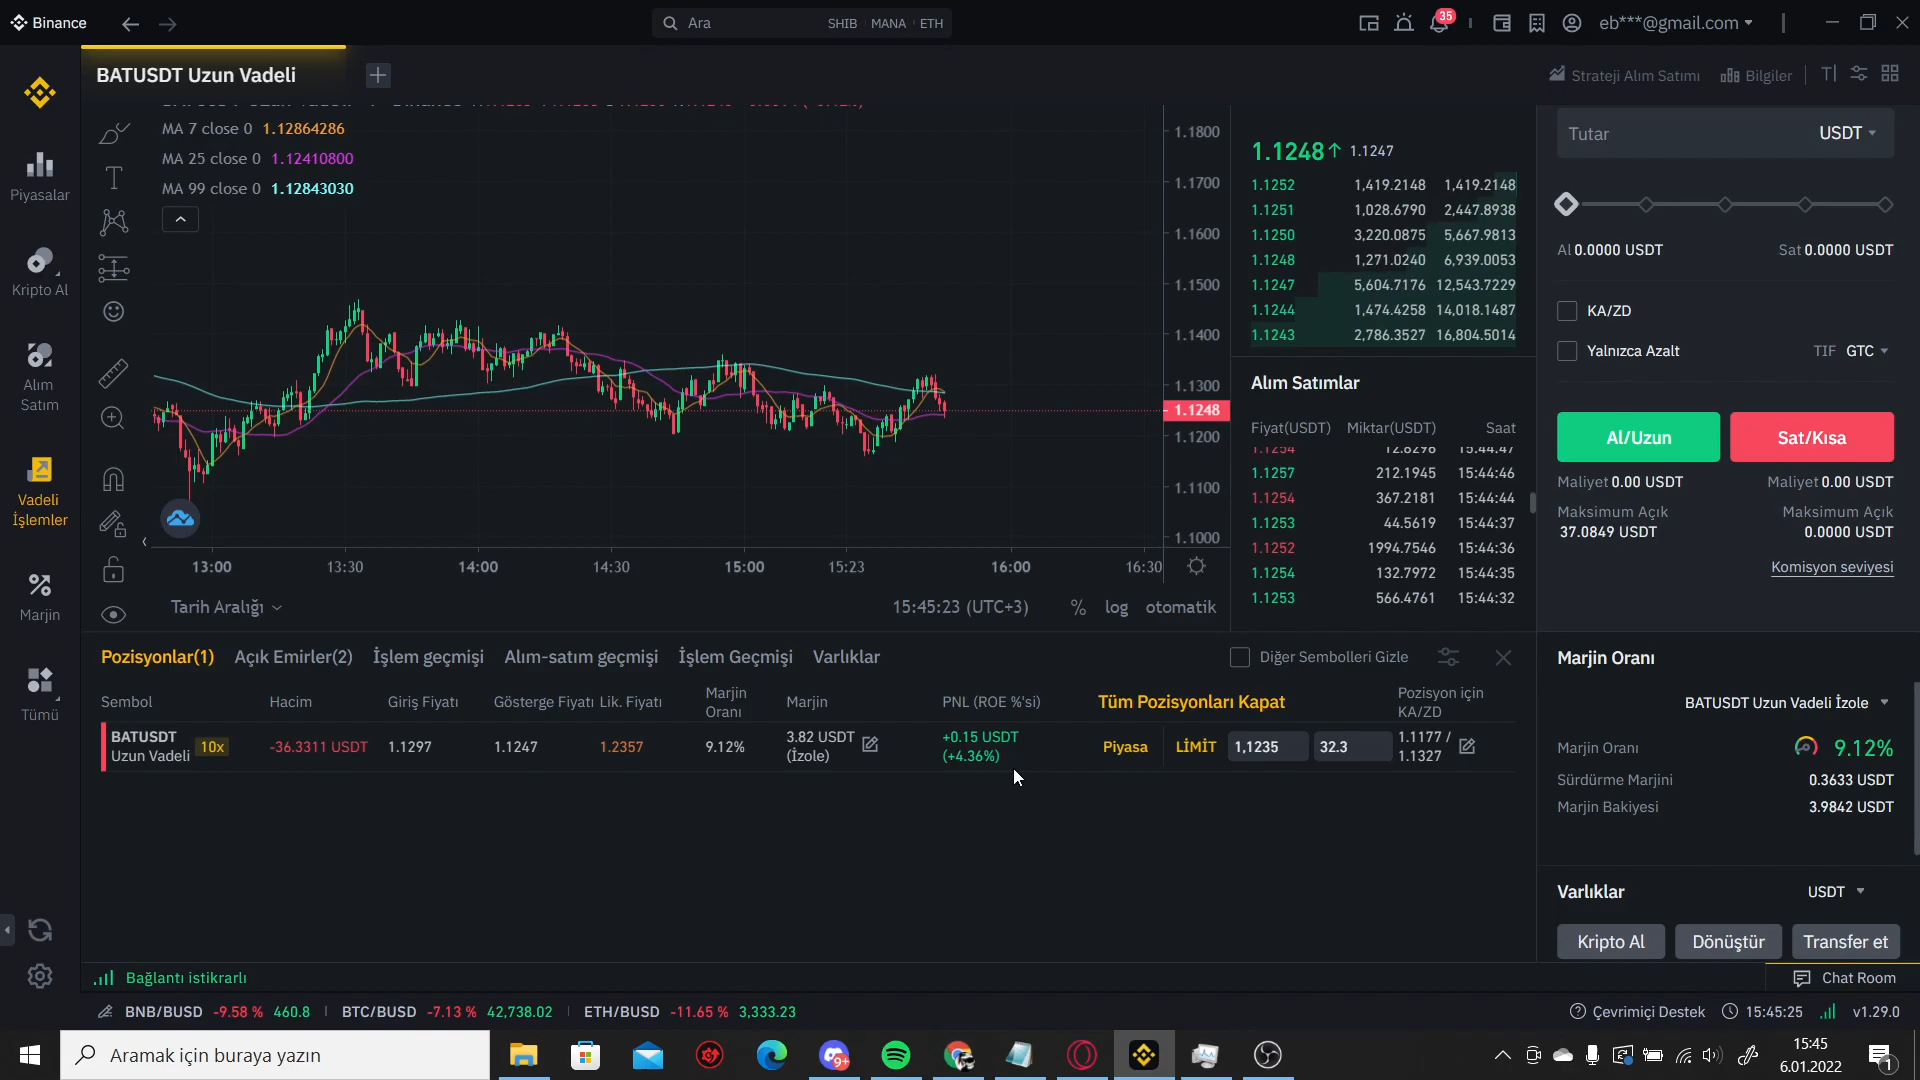 Binance
Ara
SHIB
MANA
ETH
35
eb***@gmail.com
BATUSDT Uzun Vadeli
Strateji Alım Satımı
Bilgiler
Piyasalar
Kripto Al
Alım
Satım
Vadeli
İşlemler
Marjin
Tümü
MA 7 close 0 1.12864286
MA 25 close 0 1.12410800
MA 99 close 0 1.12843030
1.1800
1.1700
1.1600
1.1500
1.1400
1.1300
1.1248
1.1200
1.1100
1.1000
13:00
13:30
14:00
14:30
15:00
15:23
16:00
16:30
Tarih Aralığı
15:45:23 (UTC+3)
%
log
otomatik
1.1248↑ 1.1247
1.1252 1,419.2148 1,419.2148
1.1251 1,028.6790 2,447.8938
1.1250 3,220.0875 5,667.9813
1.1248 1,271.0240 6,939.0053
1.1247 5,604.7176 12,543.7229
1.1244 1,474.4258 14,018.1487
1.1243 2,786.3527 16,804.5014
Alım Satımlar
Fiyat(USDT) Miktar(USDT) Saat
1.1254 12.8298 15:44:47
1.1257 212.1945 15:44:46
1.1254 367.2181 15:44:44
1.1253 44.5619 15:44:37
1.1252 1994.7546 15:44:36
1.1254 132.7972 15:44:35
1.1253 566.4761 15:44:32
Tutar
USDT
Al 0.0000 USDT
Sat 0.0000 USDT
KA/ZD
Yalnızca Azalt
TIF GTC
Al/Uzun
Sat/Kısa
Maliyet 0.00 USDT
Maliyet 0.00 USDT
Maksimum Açık
37.0849 USDT
Maksimum Açık
0.0000 USDT
Komisyon seviyesi
Pozisyonlar(1)
Açık Emirler(2)
İşlem geçmişi
Alım-satım geçmişi
İşlem Geçmişi
Varlıklar
Diğer Sembolleri Gizle
Sembol
Hacim
Giriş Fiyatı
Gösterge Fiyatı
Lik. Fiyatı
Marjin
Oranı
Marjin
PNL (ROE %'si)
Tüm Pozisyonları Kapat
Pozisyon için
KA/ZD
BATUSDT
Uzun Vadeli
10x
-36.3311 USDT
1.1297
1.1247
1.2357
9.12%
3.82 USDT
(İzole)
+0.15 USDT
(+4.36%)
Piyasa
LİMİT
1,1235
32.3
1.1177 /
1.1327
Marjin Oranı
BATUSDT Uzun Vadeli İzole
Marjin Oranı
9.12%
Sürdürme Marjini
0.3633 USDT
Marjin Bakiyesi
3.9842 USDT
Varlıklar
USDT
Kripto Al
Dönüştür
Transfer et
Bağlantı istikrarlı
Chat Room
BNB/BUSD -9.58 % 460.8
BTC/BUSD -7.13 % 42,738.02
ETH/BUSD -11.65 % 3,333.23
Çevrimiçi Destek
15:45:25
v1.29.0
Aramak için buraya yazın
9+
15:45
6.01.2022
1